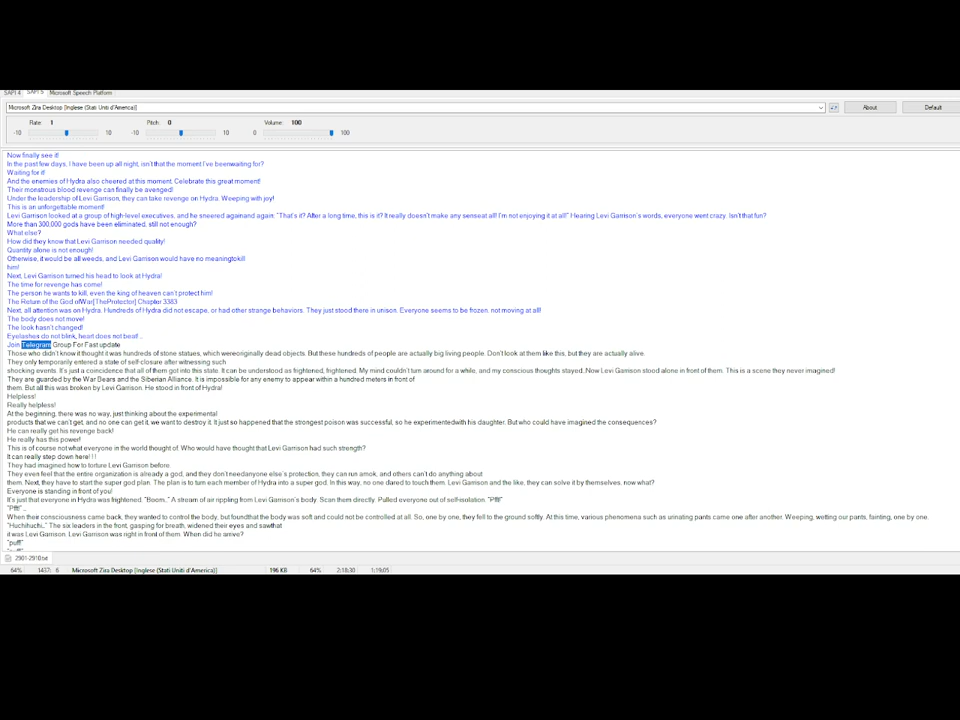 SAPI 4 SAPI 5 Microsoft Speech Platform
Microsoft Zira Desktop [Inglese (Stati Uniti d'America)]
About
Default
Rate: 1 Pitch: 0 Volume: 100
-10 10 -10 10 0 100
Now finally see it!
In the past few days, I have been up all night, isn't that the moment I've beenwaiting for?
Waiting for it!
And the enemies of Hydra also cheered at this moment. Celebrate this great moment!
Their monstrous blood revenge can finally be avenged!
Under the leadership of Levi Garrison, they can take revenge on Hydra. Weeping with joy!
This is an unforgettable moment!
Levi Garrison looked at a group of high-level executives, and he sneered againand again: "That's it? After a long time, this is it? It really doesn't make any senseat all! I'm not enjoying it at all!" Hearing Levi Garrison's words, everyone went crazy. Isn't that fun?
More than 300,000 gods have been eliminated, still not enough?
What else?
How did they know that Levi Garrison needed quality!
Quantity alone is not enough!
Otherwise, it would be all weeds, and Levi Garrison would have no meaningtokill
him!
Next, Levi Garrison turned his head to look at Hydra!
The time for revenge has come!
The person he wants to kill, even the king of heaven can't protect him!
The Return of the God ofWar[TheProtector] Chapter 3383
Next, all attention was on Hydra. Hundreds of Hydra did not escape, or had other strange behaviors. They just stood there in unison. Everyone seems to be frozen, not moving at all!
The body does not move!
The look hasn't changed!
Eyelashes do not blink, heart does not beat! ..
Join Telegram Group For Fast update
Those who didn't know it thought it was hundreds of stone statues, which wereoriginally dead objects. But these hundreds of people are actually big living people. Don't look at them like this, but they are actually alive.
They only temporarily entered a state of self-closure after witnessing such
shocking events. It's just a coincidence that all of them got into this state. It can be understood as frightened, frightened. My mind couldn't turn around for a while, and my conscious thoughts stayed. Now Levi Garrison stood alone in front of them. This is a scene they never imagined!
They are guarded by the War Bears and the Siberian Alliance. It is impossible for any enemy to appear within a hundred meters in front of
them. But all this was broken by Levi Garrison. He stood in front of Hydra!
Helpless!
Really helpless!
At the beginning, there was no way, just thinking about the experimental
products that we can't get, and no one can get it, we want to destroy it. It just so happened that the strongest poison was successful, so he experimentedwith his daughter. But who could have imagined the consequences?
He can really get his revenge back!
He really has this power!
This is of course not what everyone in the world thought of. Who would have thought that Levi Garrison had such strength?
It can really step down here! ! !
They had imagined how to torture Levi Garrison before.
They even feel that the entire organization is already a god, and they don't needanyone else's protection, they can run amok, and others can't do anything about
them. Next, they have to start the super god plan. The plan is to turn each member of Hydra into a super god. In this way, no one dared to touch them. Levi Garrison and the like, they can solve it by themselves, now what?
Everyone is standing in front of you!
It's just that everyone in Hydra was frightened. "Boom.." A stream of air rippling from Levi Garrison's body. Scan them directly. Pulled everyone out of self-isolation. "Pfft!"
"Pfft!"...
When their consciousness came back, they wanted to control the body, but foundthat the body was soft and could not be controlled at all. So, one by one, they fell to the ground softly. At this time, various phenomena such as urinating pants came one after another. Weeping, wetting our pants, fainting, one by one.
"Huchihuchi.." The six leaders in the front, gasping for breath, widened their eyes and sawthat
it was Levi Garrison. Levi Garrison was right in front of them. When did he arrive?
"puff!"
2901-2910.txt
64% 1437: 6 Microsoft Zira Desktop [Inglese (Stati Uniti d'America)] 196 KB 64% 2:18:30 1:19:05